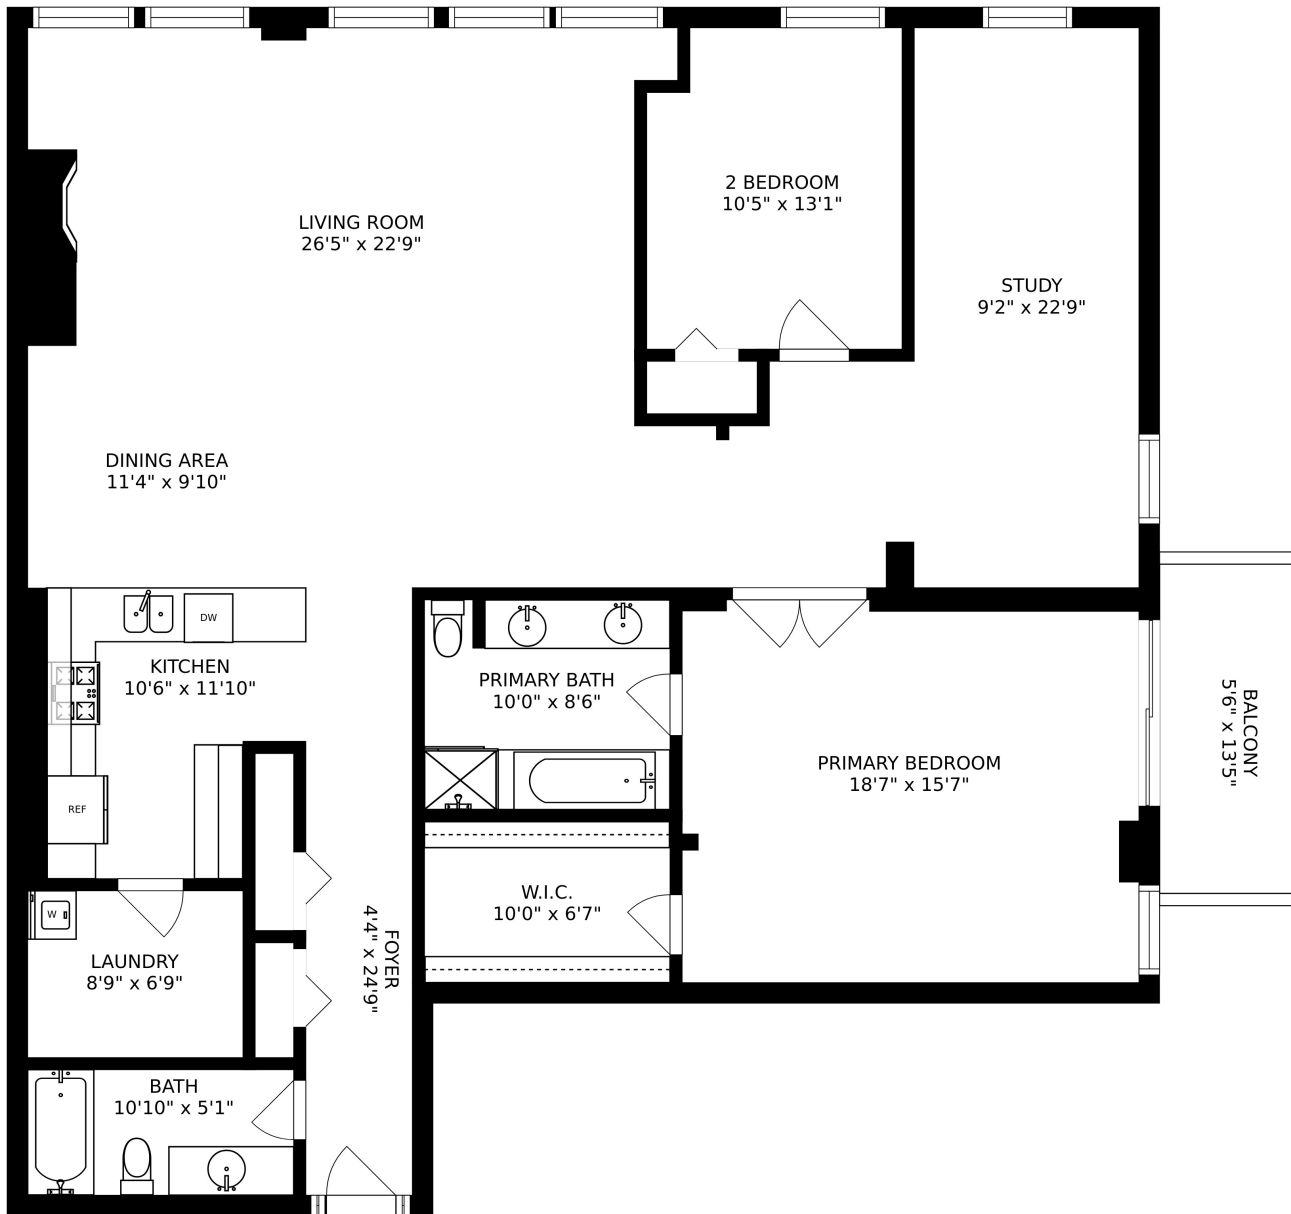 2 BEDROOM
10'5" x 13'1"
LIVING ROOM
26'5" x 22'9"
STUDY
9'2" x 22'9"
DINING AREA
11'4" x 9'10"
DW
KITCHEN
10'6" x 11'10"
PRIMARY BATH
10'0" x 8'6"
BALCONY
5'6" x 13'5"
PRIMARY BEDROOM
18'7" x 15'7"
REF
W.I.C.
10'0" x 6'7"
W
FOYER
4'4" x 24'9"
LAUNDRY
8'9" x 6'9"
BATH
10'10" x 5'1"